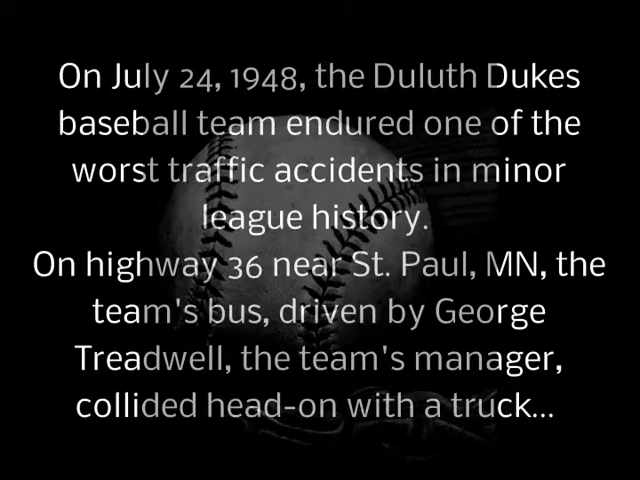 On July 24, 1948, the Duluth Dukes
baseball team endured one of the
worst traffic accidents in minor
league history.
On highway 36 near St. Paul, MN, the
team's bus, driven by George
Treadwell, the team's manager,
collided head-on with a truck...